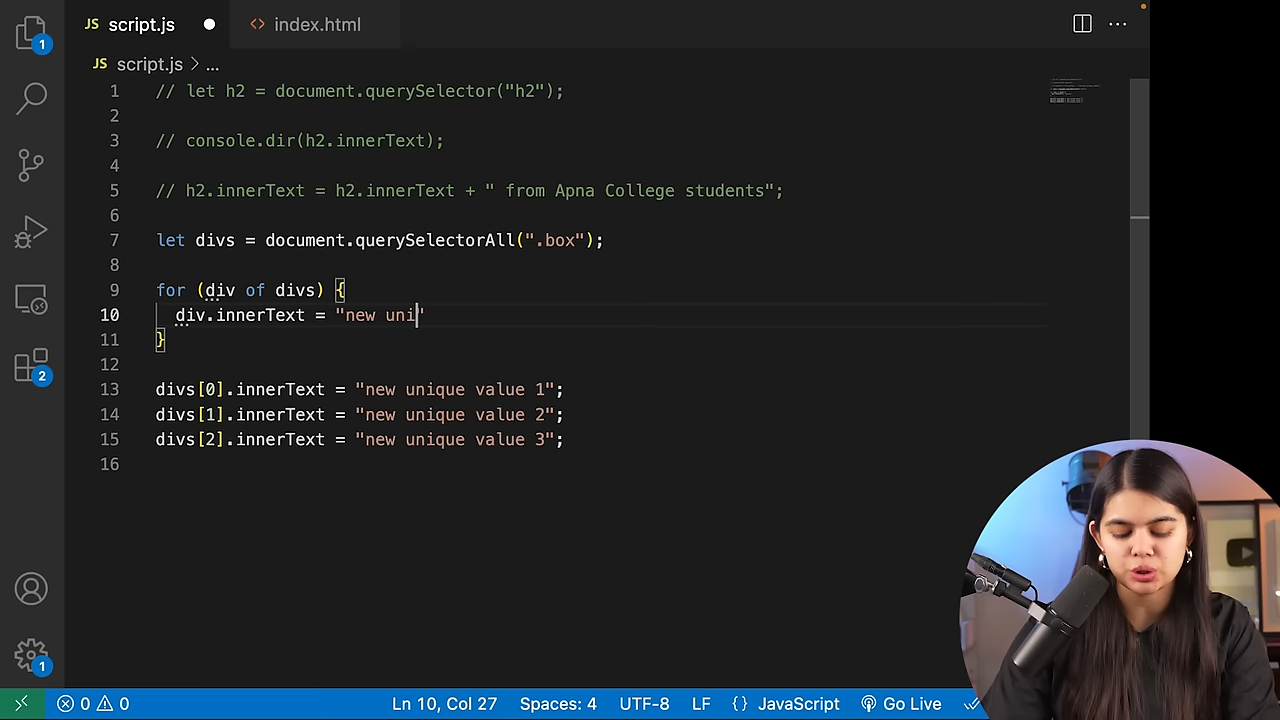 1
JS script.js
index.html
JS script.js > ...
1 // let h2 = document.querySelector("h2");
2
3 // console.dir(h2.innerText);
4
5 // h2.innerText = h2.innerText + " from Apna College students";
6
7 let divs = document.querySelectorAll(".box");
8
9 for (div of divs) {
10 div.innerText = "new uni"
11 }
12
13 divs[0].innerText = "new unique value 1";
14 divs[1].innerText = "new unique value 2";
15 divs[2].innerText = "new unique value 3";
16
2
1
0 0 Ln 10, Col 27 Spaces: 4 UTF-8 LF {} JavaScript Go Live